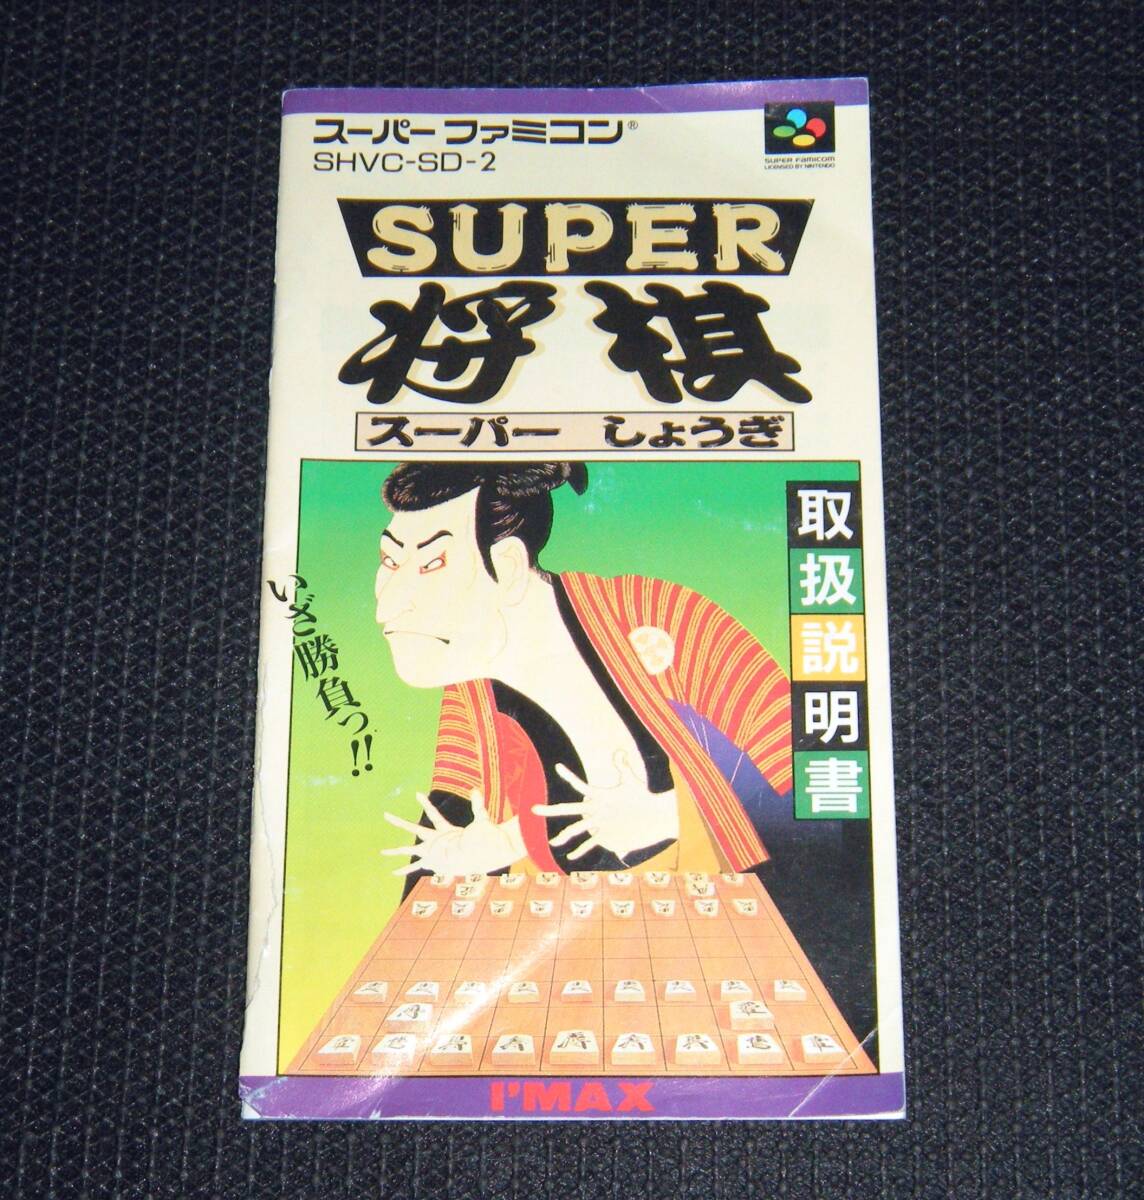 スーパーファミコン®
SHVC-SD-2
SUPER FAMICOM
LICENSED BY NINTENDO
SUPER
将棋
スーパー しょうぎ
取扱説明書
いざ勝負っ!!
I'MAX